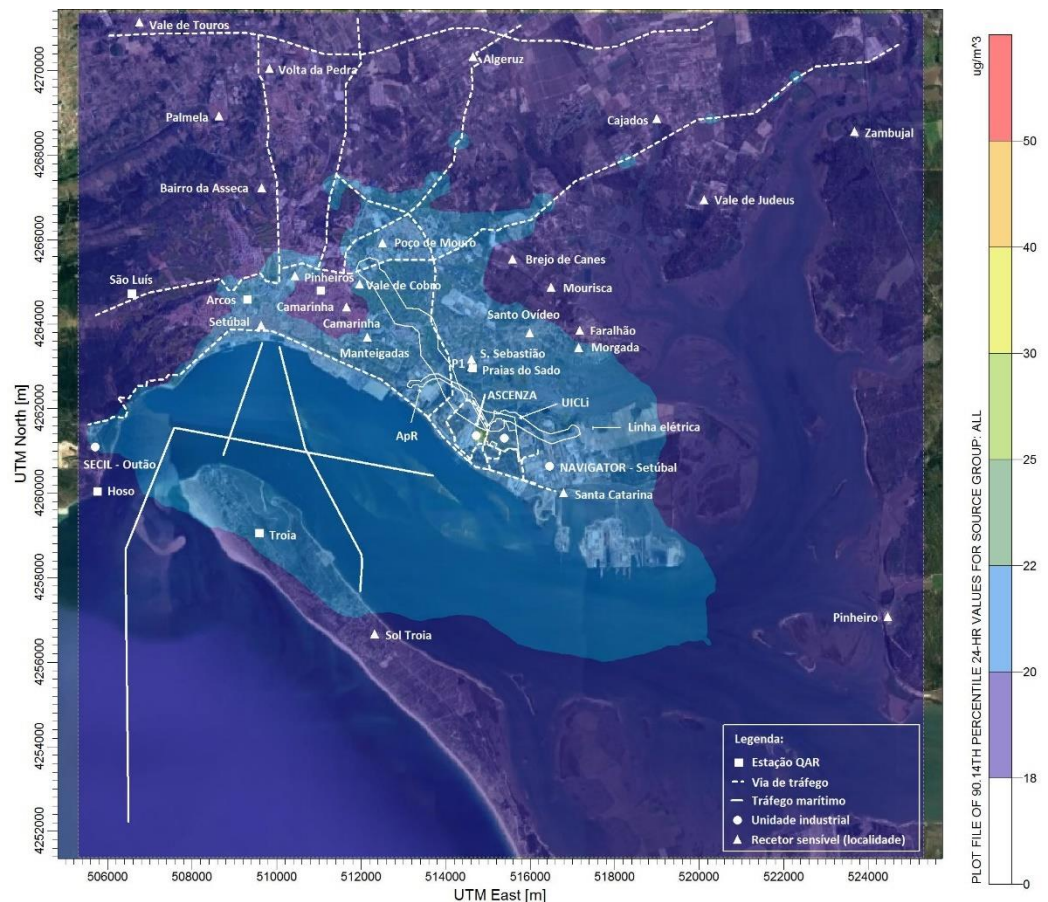 Vale de Touros
Volta da Pedra
Algeruz
Palmela
Cajados
Zambujal
Bairro da Asseca
Vale de Judeus
Poço de Mouro
Brejo de Canes
São Luís
Pinheiros
Vale de Cobro
Mourisca
Arcos
Camarinha
Setúbal
Camarinha
Santo Ovídeo
Faralhão
Manteigadas
Morgada
P1
S. Sebastião
Praias do Sado
ASCENZA
UICLi
ApR
Linha elétrica
SECIL - Outão
NAVIGATOR - Setúbal
Hoso
Santa Catarina
Troia
Sol Troia
Pinheiro
Legenda:
Estação QAR
Via de tráfego
Tráfego marítimo
Unidade industrial
Recetor sensível (localidade)
UTM North [m]
4270000
4268000
4266000
4264000
4262000
4260000
4258000
4256000
4254000
4252000
506000 508000 510000 512000 514000 516000 518000 520000 522000 524000
UTM East [m]
PLOT FILE OF 90.14TH PERCENTILE 24-HR VALUES FOR SOURCE GROUP: ALL
ug/m^3
50
40
30
25
22
20
18
0